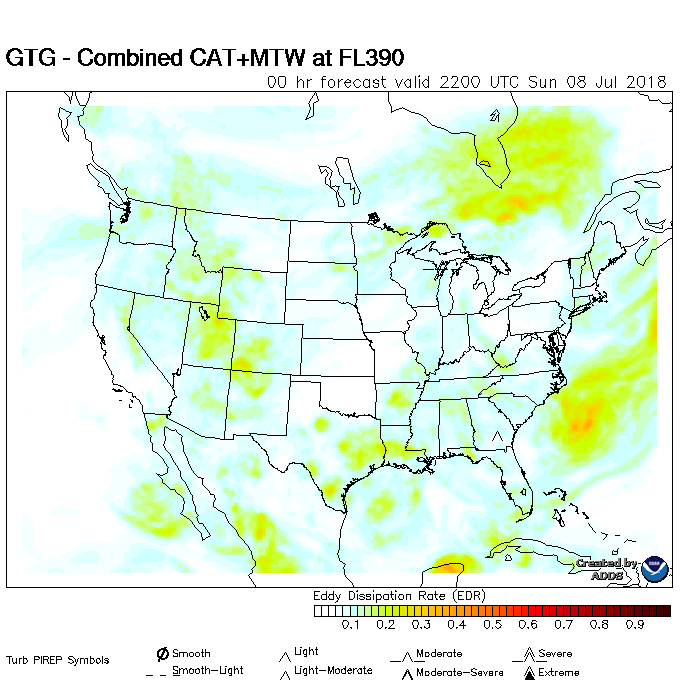 GTG - Combined CAT+MTW at FL390
00 hr forecast valid 2200 UTC Sun 08 Jul 2018
Created by
ADDS
Eddy Dissipation Rate (EDR)
0.1 0.2 0.3 0.4 0.5 0.6 0.7 0.8 0.9
Turb PIREP Symbols
Smooth Light Moderate Severe
Smooth-Light Light-Moderate Moderate-Severe Extreme